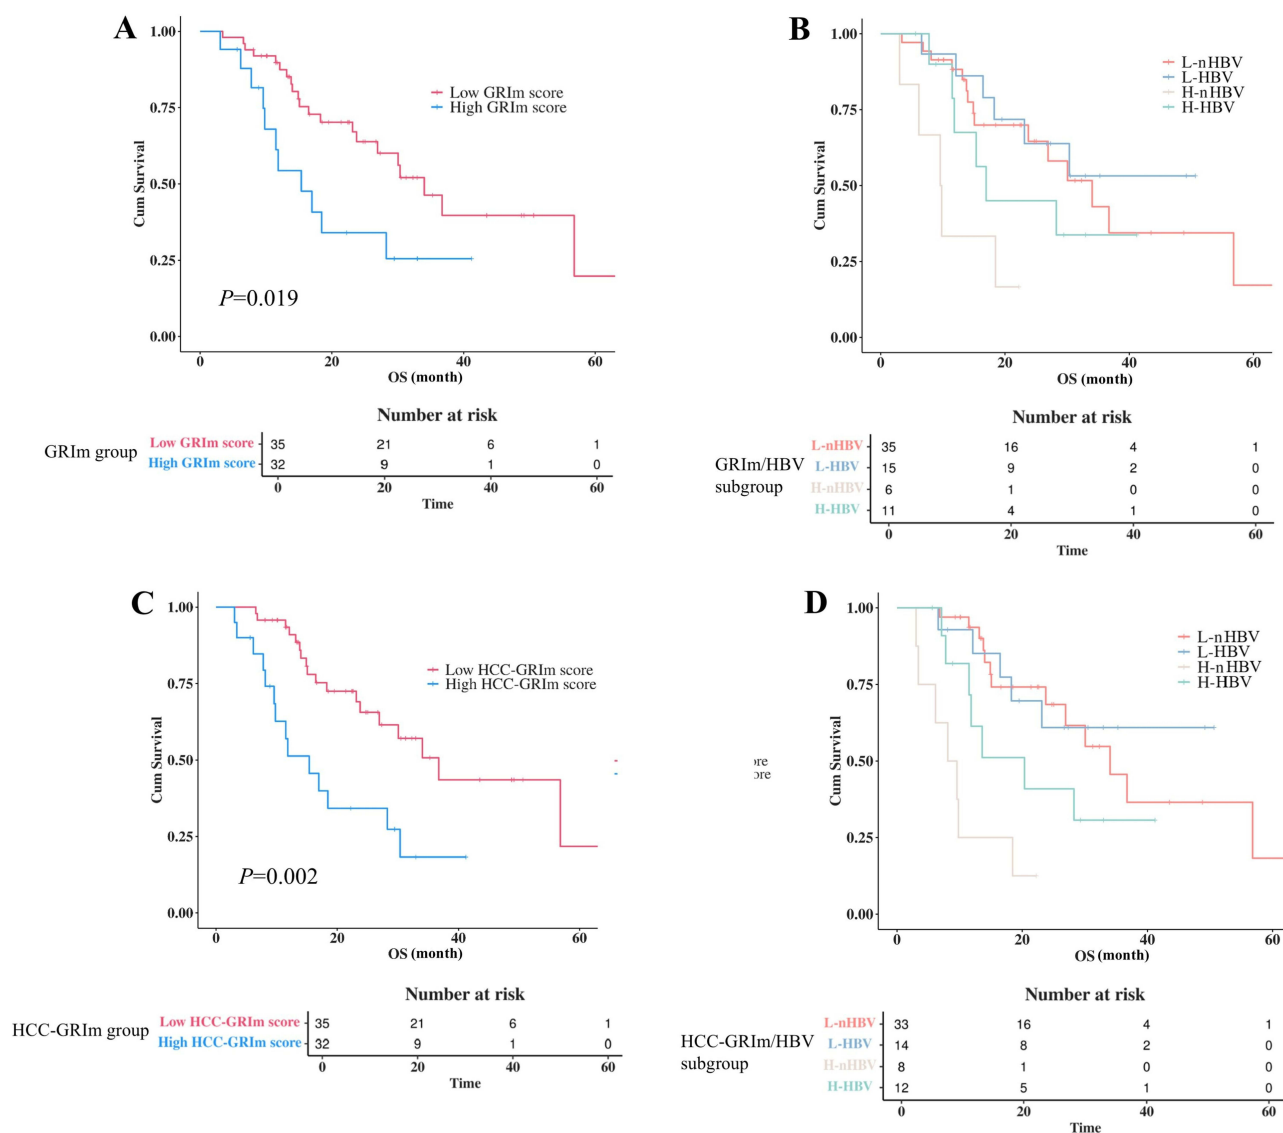 A
1.00
0.75
0.50
0.25
0.00
Cum Survival
Low GRIm score
High GRIm score
P=0.019
0 20 40 60
OS (month)
Number at risk
GRIm group
Low GRIm score 35 21 6 1
High GRIm score 32 9 1 0
0 20 40 60
Time
B
1.00
0.75
0.50
0.25
0.00
Cum Survival
L-nHBV
L-HBV
H-nHBV
H-HBV
0 20 40 60
OS (month)
Number at risk
GRIm/HBV
subgroup
L-nHBV 35 16 4 1
L-HBV 15 9 2 0
H-nHBV 6 1 0 0
H-HBV 11 4 1 0
0 20 40 60
Time
C
1.00
0.75
0.50
0.25
0.00
Cum Survival
Low HCC-GRIm score
High HCC-GRIm score
P=0.002
0 20 40 60
OS (month)
Number at risk
HCC-GRIm group
Low HCC-GRIm score 35 21 6 1
High HCC-GRIm score 32 9 1 0
0 20 40 60
Time
D
1.00
0.75
0.50
0.25
0.00
Cum Survival
L-nHBV
L-HBV
H-nHBV
H-HBV
0 20 40 60
OS (month)
Number at risk
HCC-GRIm/HBV
subgroup
L-nHBV 33 16 4 1
L-HBV 14 8 2 0
H-nHBV 8 1 0 0
H-HBV 12 5 1 0
0 20 40 60
Time